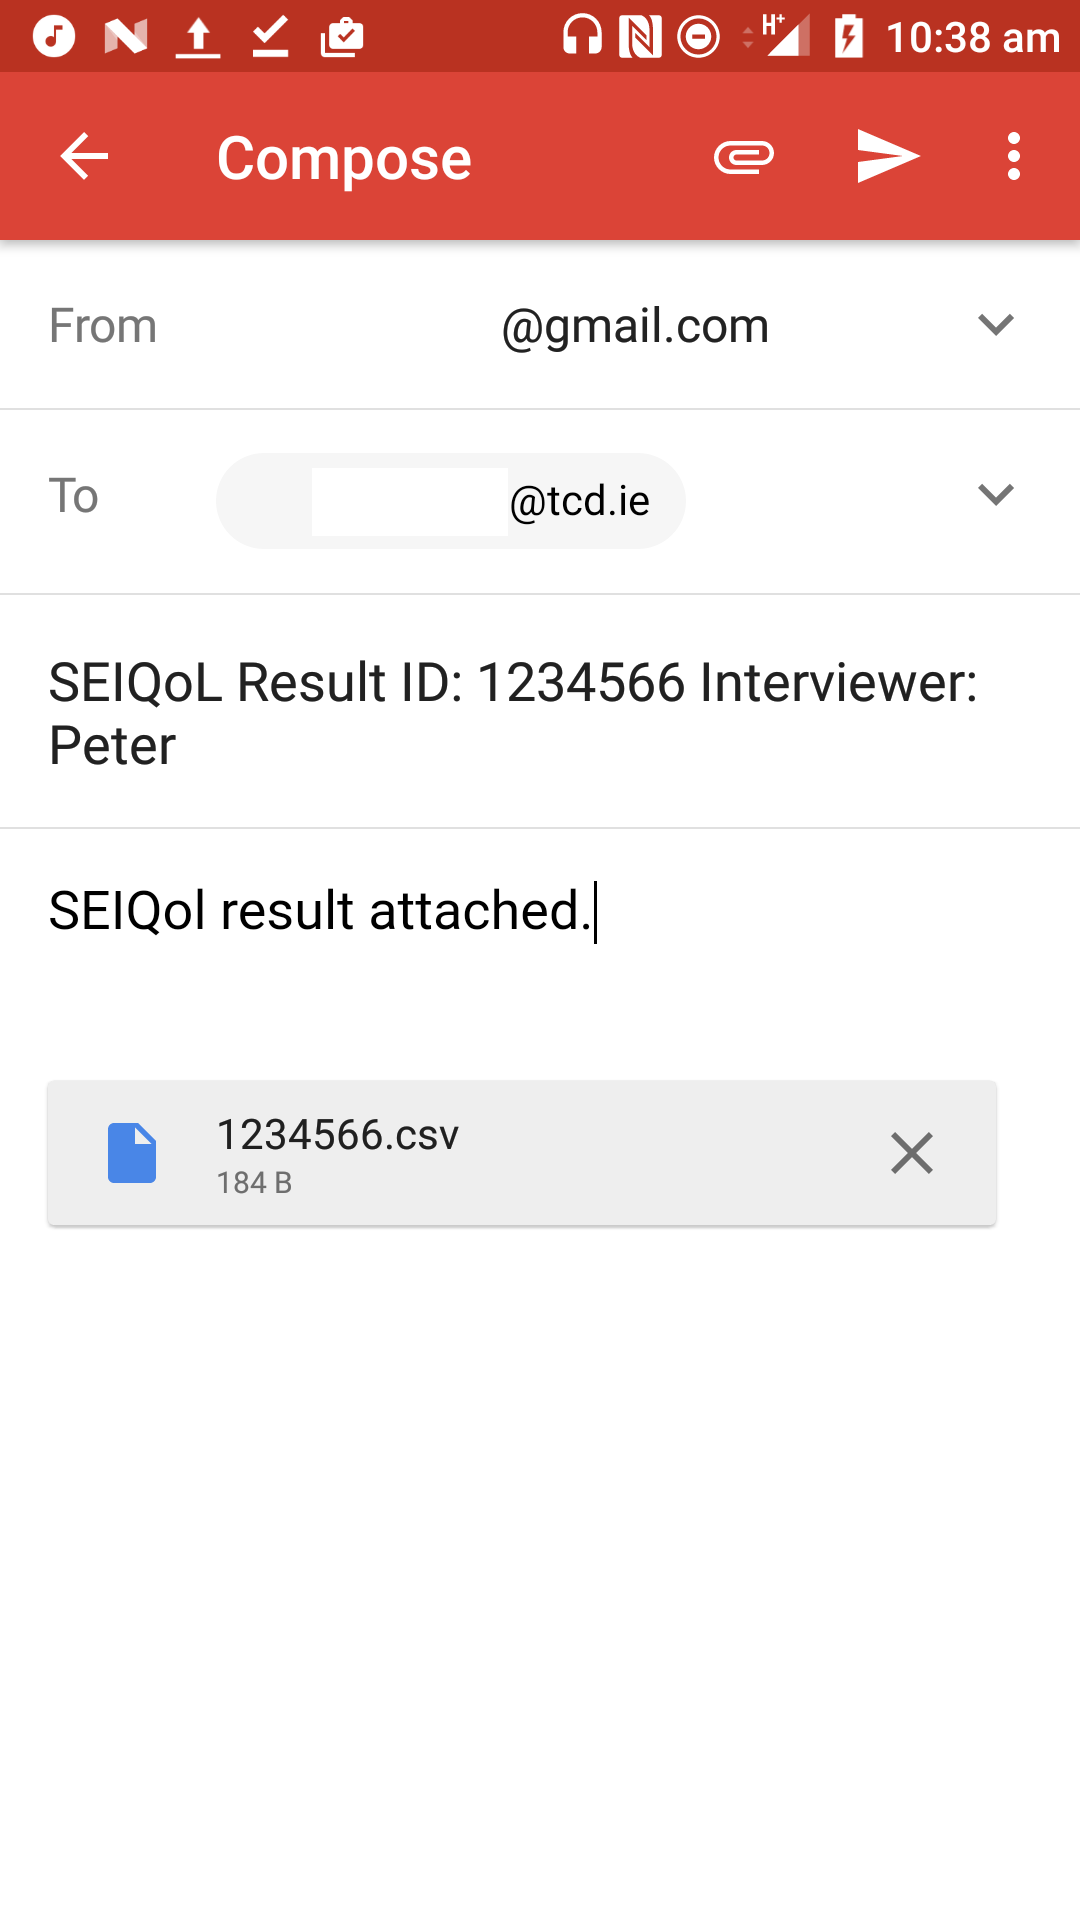 H+ 10:38 am
Compose
From @gmail.com
To @tcd.ie
SEIQoL Result ID: 1234566 Interviewer:
Peter
SEIQol result attached.
1234566.csv
184 B